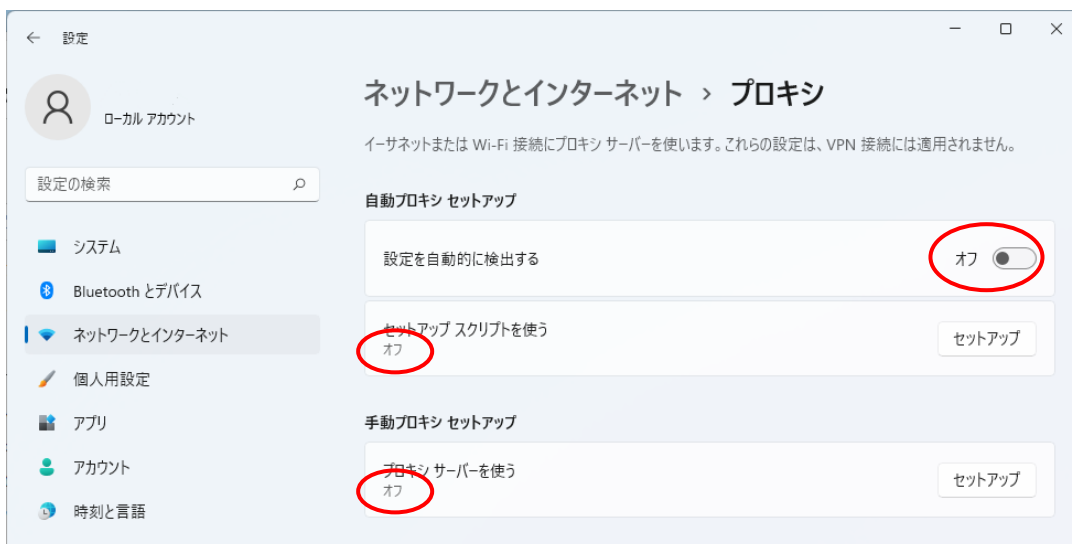 設定
ローカル アカウント
設定の検索
システム
Bluetooth とデバイス
ネットワークとインターネット
個人用設定
アプリ
アカウント
時刻と言語
ネットワークとインターネット › プロキシ
イーサネットまたは Wi-Fi 接続にプロキシ サーバーを使います。これらの設定は、VPN 接続には適用されません。
自動プロキシ セットアップ
設定を自動的に検出する
オフ
セットアップ スクリプトを使う
オフ
セットアップ
手動プロキシ セットアップ
プロキシ サーバーを使う
オフ
セットアップ